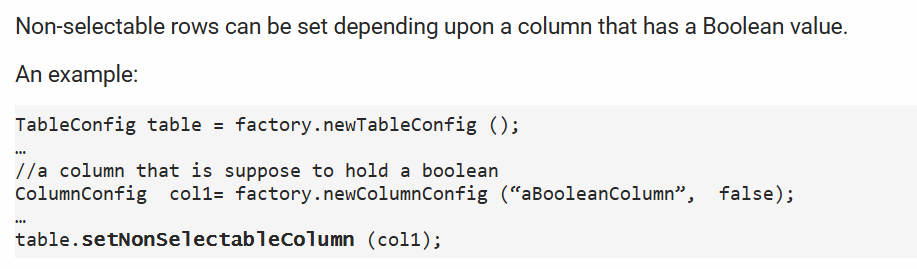 Non-selectable rows can be set depending upon a column that has a Boolean value.
An example:
TableConfig table = factory.newTableConfig ();
…
//a column that is suppose to hold a boolean
ColumnConfig  col1= factory.newColumnConfig (“aBooleanColumn”,  false);
…
table.setNonSelectableColumn (col1);